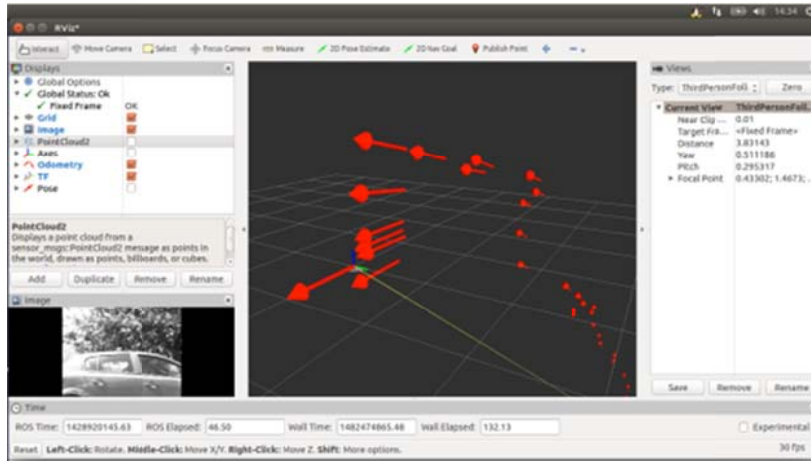 14:34
RViz*
Interact Move Camera Select Focus Camera Measure 2D Pose Estimate 2D Nav Goal Publish Point
Displays
Global Options
Global Status: Ok
Fixed Frame OK
Grid
Image
PointCloud2
Axes
Odometry
TF
Pose
PointCloud2
Displays a point cloud from a
sensor_msgs::PointCloud2 message as points in
the world, drawn as points, billboards, or cubes.
Add Duplicate Remove Rename
Image
Views
Type: ThirdPersonFoll Zero
Current View ThirdPersonFoll...
Near Clip ... 0.01
Target Fra... <Fixed Frame>
Distance 3.83143
Yaw 0.511186
Pitch 0.295317
Focal Point 0.43302; 1.4673; ...
Save Remove Rename
Time
ROS Time: 1428920145.63 ROS Elapsed: 46.50 Wall Time: 1482474865.48 Wall Elapsed: 132.13 Experimental
Reset Left-Click: Rotate. Middle-Click: Move X/Y. Right-Click: Move Z. Shift: More options. 30 fps